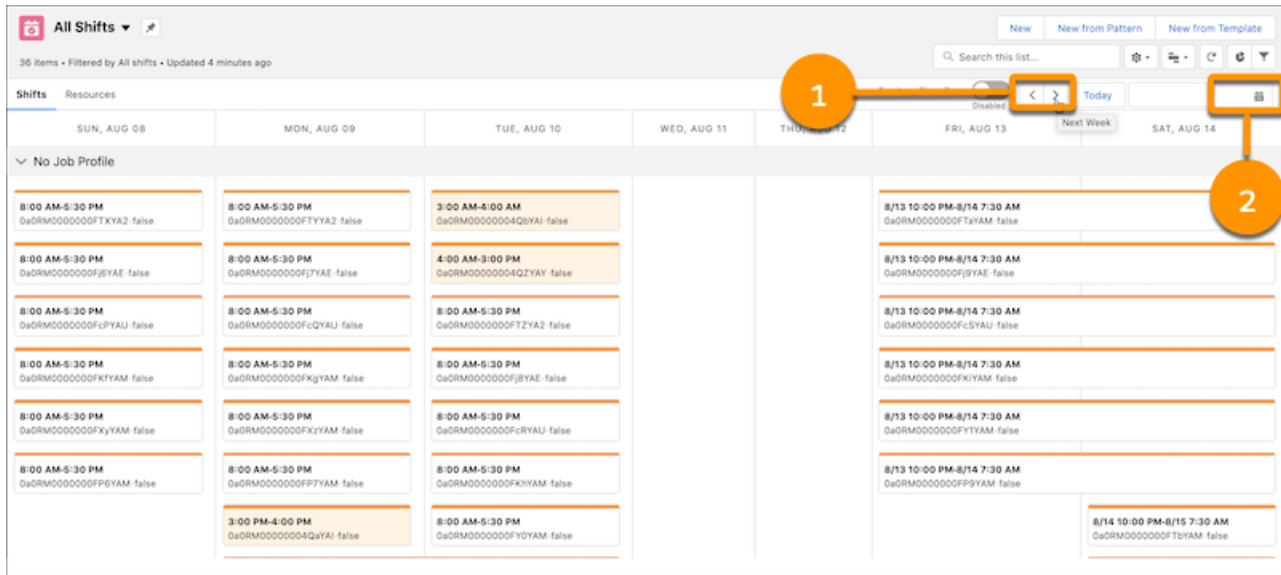 All Shifts
New New from Pattern New from Template
36 items • Filtered by All shifts • Updated 4 minutes ago
Search this list...
Shifts Resources
Disabled
Today
1
Next Week
2
SUN, AUG 08 MON, AUG 09 TUE, AUG 10 WED, AUG 11 THU, AUG 12 FRI, AUG 13 SAT, AUG 14
No Job Profile
8:00 AM-5:30 PM 8:00 AM-5:30 PM 3:00 AM-4:00 AM 8/13 10:00 PM-8/14 7:30 AM
0a0RM0000000FTXYA2-false 0a0RM0000000FTYYA2-false 0a0RM00000004QbYAI-false 0a0RM0000000FTaYAM-false
8:00 AM-5:30 PM 8:00 AM-5:30 PM 4:00 AM-3:00 PM 8/13 10:00 PM-8/14 7:30 AM
0a0RM0000000Fj6YAE-false 0a0RM0000000Fj7YAE-false 0a0RM00000004QZYAY-false 0a0RM0000000Fj9YAE-false
8:00 AM-5:30 PM 8:00 AM-5:30 PM 8:00 AM-5:30 PM 8/13 10:00 PM-8/14 7:30 AM
0a0RM0000000FcPYAU-false 0a0RM0000000FcQYAU-false 0a0RM0000000FTZYA2-false 0a0RM0000000FcSYAU-false
8:00 AM-5:30 PM 8:00 AM-5:30 PM 8:00 AM-5:30 PM 8/13 10:00 PM-8/14 7:30 AM
0a0RM0000000FKfYAM-false 0a0RM0000000FKgYAM-false 0a0RM0000000Fj8YAE-false 0a0RM0000000FKiYAM-false
8:00 AM-5:30 PM 8:00 AM-5:30 PM 8:00 AM-5:30 PM 8/13 10:00 PM-8/14 7:30 AM
0a0RM0000000FXyYAM-false 0a0RM0000000FXzYAM-false 0a0RM0000000FcRYAU-false 0a0RM0000000FY1YAM-false
8:00 AM-5:30 PM 8:00 AM-5:30 PM 8:00 AM-5:30 PM 8/13 10:00 PM-8/14 7:30 AM
0a0RM0000000FP6YAM-false 0a0RM0000000FP7YAM-false 0a0RM0000000FKhYAM-false 0a0RM0000000FP9YAM-false
3:00 PM-4:00 PM 8:00 AM-5:30 PM 8/14 10:00 PM-8/15 7:30 AM
0a0RM00000004QaYAI-false 0a0RM0000000FY0YAM-false 0a0RM0000000FTbYAM-false